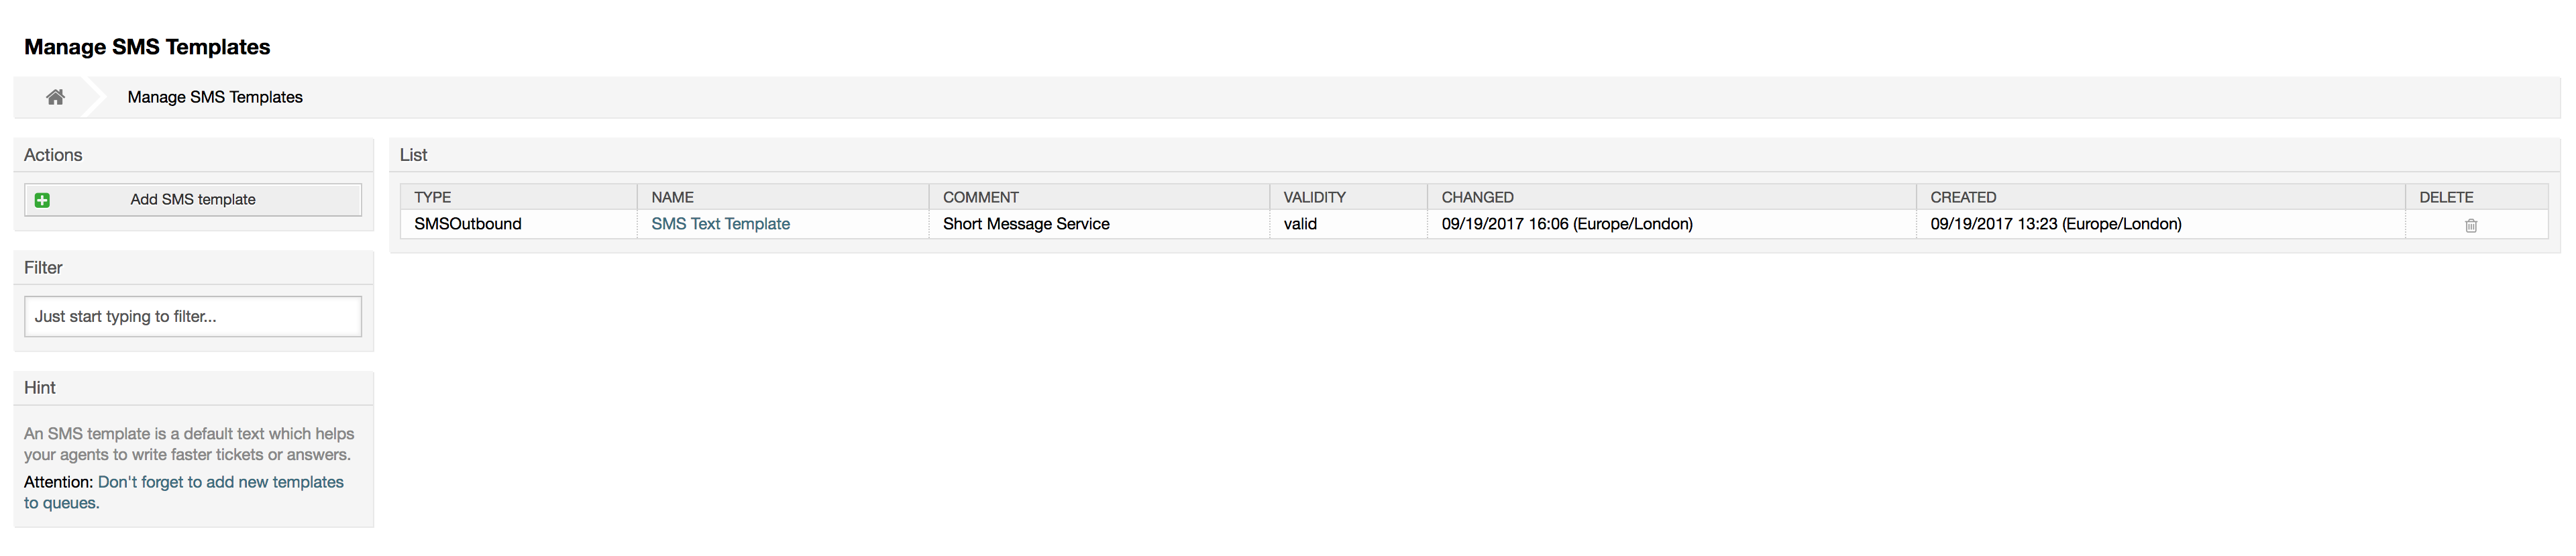 Manage SMS Templates
Manage SMS Templates
Actions
Add SMS template
Filter
Just start typing to filter...
Hint
An SMS template is a default text which helps
your agents to write faster tickets or answers.
Attention: Don't forget to add new templates
to queues.
List
TYPE NAME COMMENT VALIDITY CHANGED CREATED DELETE
SMSOutbound SMS Text Template Short Message Service valid 09/19/2017 16:06 (Europe/London) 09/19/2017 13:23 (Europe/London)